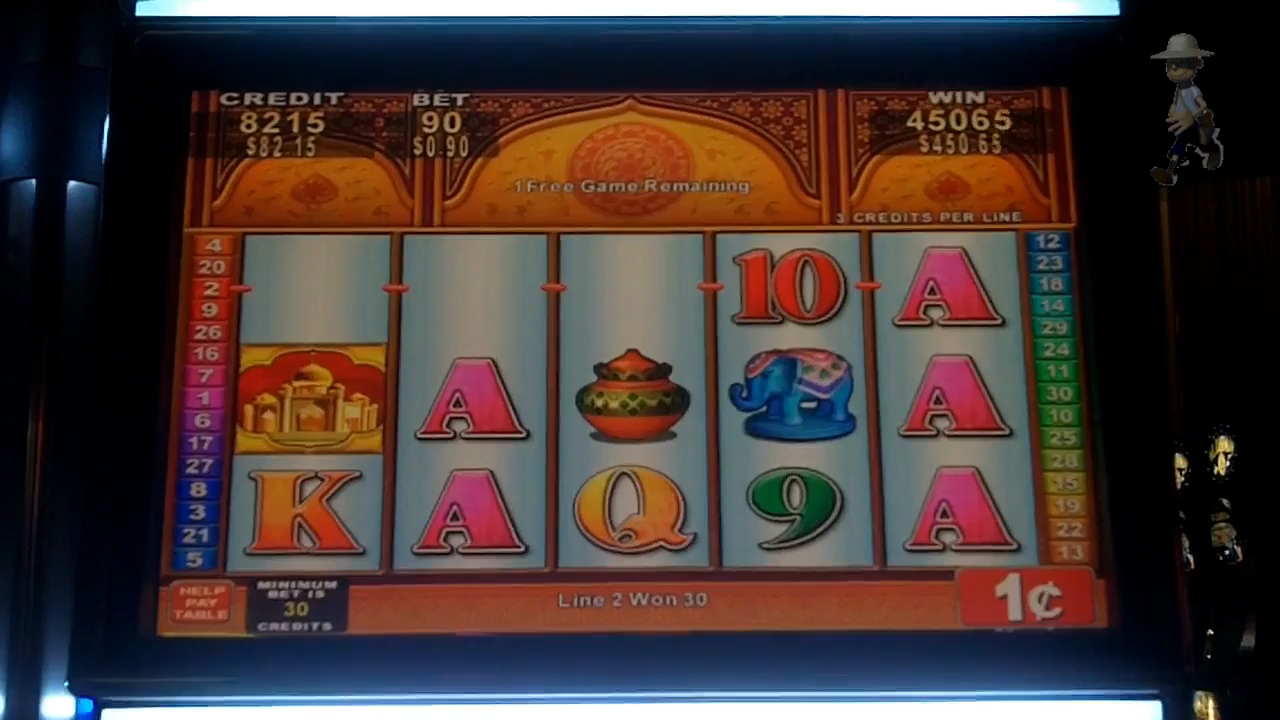 CREDIT
8215
$82.15
BET
90
$0.90
WIN
45065
$450.65
1 Free Game Remaining
3 CREDITS PER LINE
4
20
2
9
26
16
7
1
6
17
27
8
3
21
5
10
A
A
A
K
A
Q
9
A
12
23
18
14
29
24
11
30
10
25
28
15
19
22
13
HELP
PAY
TABLE
MINIMUM
BET IS
30
CREDITS
Line 2 Won 30
1¢